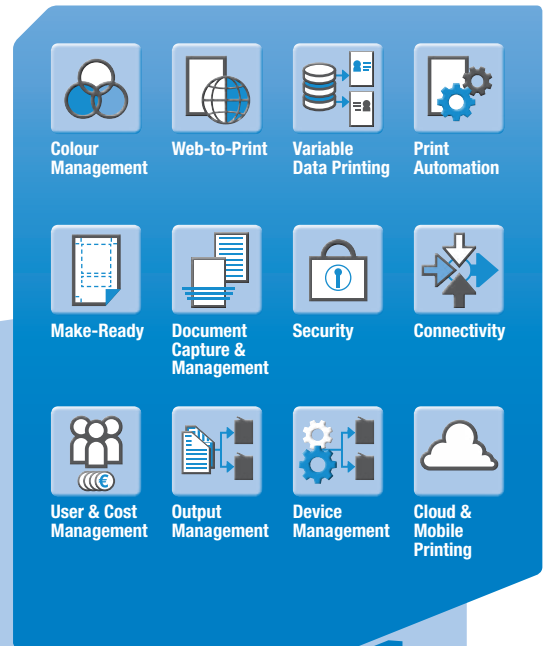 Colour
Management
Web-to-Print
Variable
Data Printing
Print
Automation
Make-Ready
Document
Capture &
Management
Security
Connectivity
€
User & Cost
Management
Output
Management
Device
Management
Cloud &
Mobile
Printing